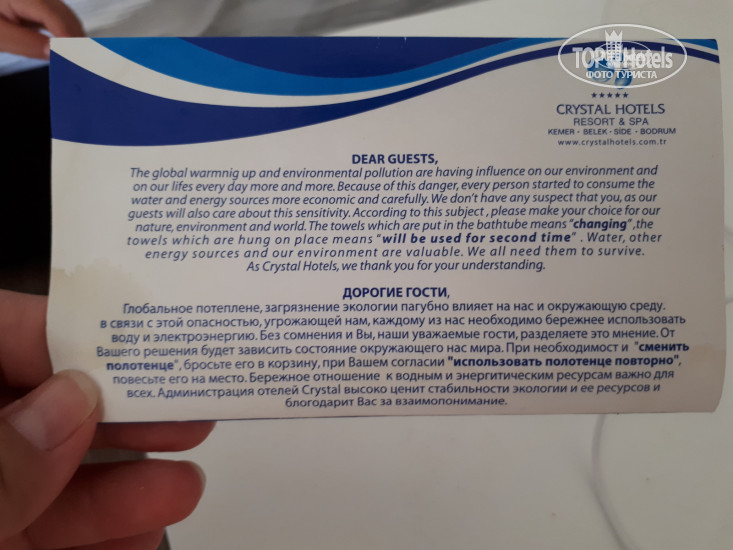 TOPHotels
ФОТО ТУРИСТА
★★★★★
CRYSTAL HOTELS
RESORT & SPA
KEMER - BELEK - SİDE - BODRUM
www.crystalhotels.com.tr
DEAR GUESTS,
The global warmnig up and environmental pollution are having influence on our environment and
on our lifes every day more and more. Because of this danger, every person started to consume the
water and energy sources more economic and carefully. We don't have any suspect that you, as our
guests will also care about this sensitivity. According to this subject , please make your choice for our
nature, environment and world. The towels which are put in the bathtube means "changing" ,the
towels which are hung on place means "will be used for second time" . Water, other
energy sources and our environment are valuable. We all need them to survive.
As Crystal Hotels, we thank you for your understanding.
ДОРОГИЕ ГОСТИ,
Глобальное потеплене, загрязнение экологии пагубно влияет на нас и окружающую среду.
в связи с этой опасностью, угрожающей нам, каждому из нас необходимо бережнее использовать
воду и электроэнергию. Без сомнения и Вы, наши уважаемые гости, разделяете это мнение. От
Вашего решения будет зависить состояние окружающего нас мира. При необходимост и "сменить
полотенце", бросьте его в корзину, при Вашем согласии "использовать полотенце повторно",
повесьте его на место. Бережное отношение к водным и энергитическим ресурсам важно для
всех. Администрация отелей Crystal высоко ценит стабильности экологии и ее ресурсов и
блогодарит Вас за взаимопонимание.